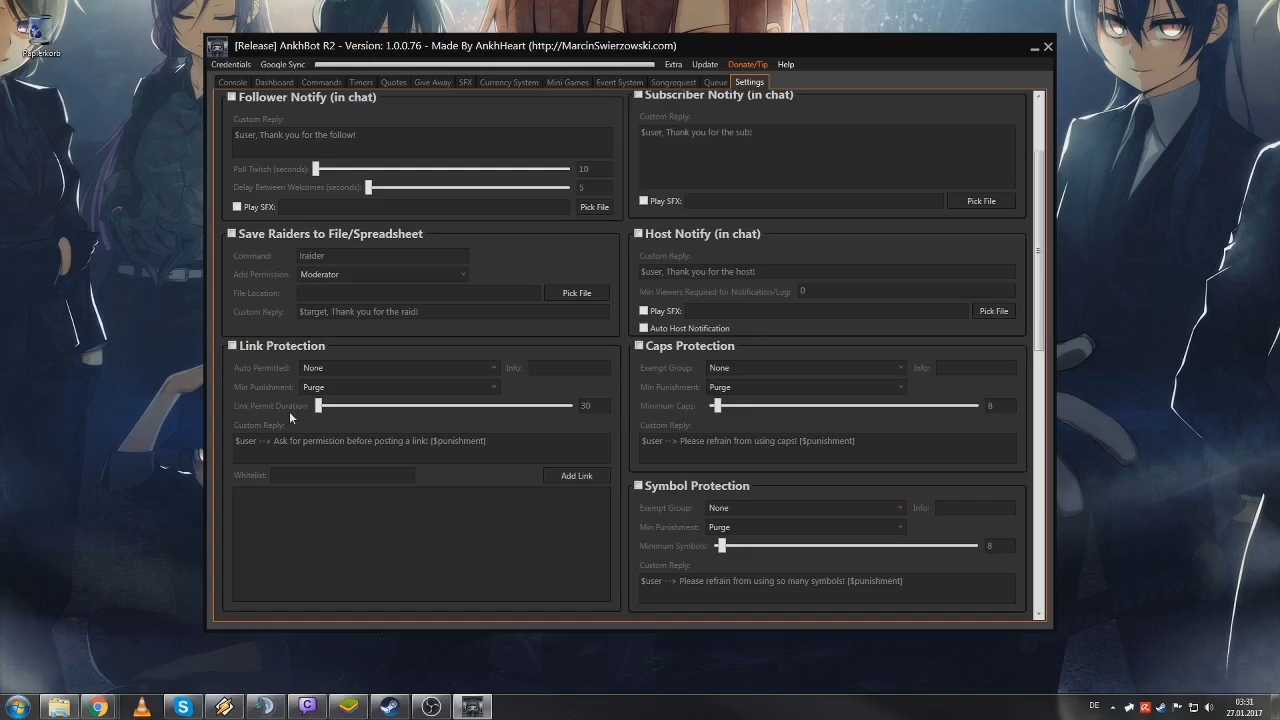 Papierkorb
[Release] AnkhBot R2 - Version: 1.0.0.76 - Made By AnkhHeart (http://MarcinSwierzowski.com)
Credentials Google Sync Extra Update Donate/Tip Help
Console Dashboard Commands Timers Quotes Give Away SFX Currency System Mini Games Event System Songrequest Queue Settings
Follower Notify (in chat)
Custom Reply:
$user, Thank you for the follow!
Poll Twitch (seconds): 10
Delay Between Welcomes (seconds): 5
Play SFX: Pick File
Subscriber Notify (in chat)
Custom Reply:
$user, Thank you for the sub!
Play SFX: Pick File
Save Raiders to File/Spreadsheet
Command: !raider
Add Permission: Moderator
File Location: Pick File
Custom Reply: $target, Thank you for the raid!
Host Notify (in chat)
Custom Reply:
$user, Thank you for the host!
Min Viewers Required for Notification/Log: 0
Play SFX: Pick File
Auto Host Notification
Link Protection
Auto Permitted: None Info:
Min Punishment: Purge
Link Permit Duration: 30
Custom Reply:
$user --> Ask for permission before posting a link! [$punishment]
Whitelist: Add Link
Caps Protection
Exempt Group: None Info:
Min Punishment: Purge
Minimum Caps: 8
Custom Reply:
$user --> Please refrain from using caps! [$punishment]
Symbol Protection
Exempt Group: None Info:
Min Punishment: Purge
Minimum Symbols: 8
Custom Reply:
$user --> Please refrain from using so many symbols! [$punishment]
DE
03:31
27.01.2017